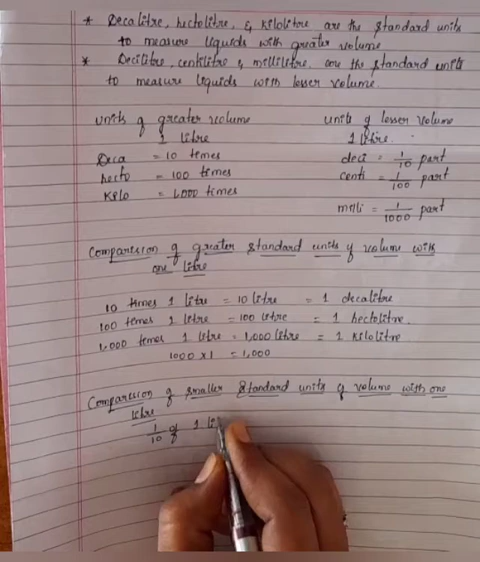 * Decalitre, hectolitre, & kilolitre are the standard units
to measure liquids with greater volume
* Decilitre, centilitre & millilitre are the standard units
to measure liquids with lesser volume.
units of greater volume
1 litre
Deca = 10 times
hecto = 100 times
Kilo = 1,000 times
units of lesser volume
1 litre.
deci = 1/10 part
centi = 1/100 part
milli = 1/1000 part
Comparision of greater standard units of volume with
one litre
10 times 1 litre = 10 litre = 1 decalitre
100 times 1 litre = 100 litre = 1 hectolitre.
1,000 times 1 litre = 1,000 litre = 1 kilolitre
1000 x 1 = 1,000
Comparision of smaller standard units of volume with one
litre
1/10 of 1 lit